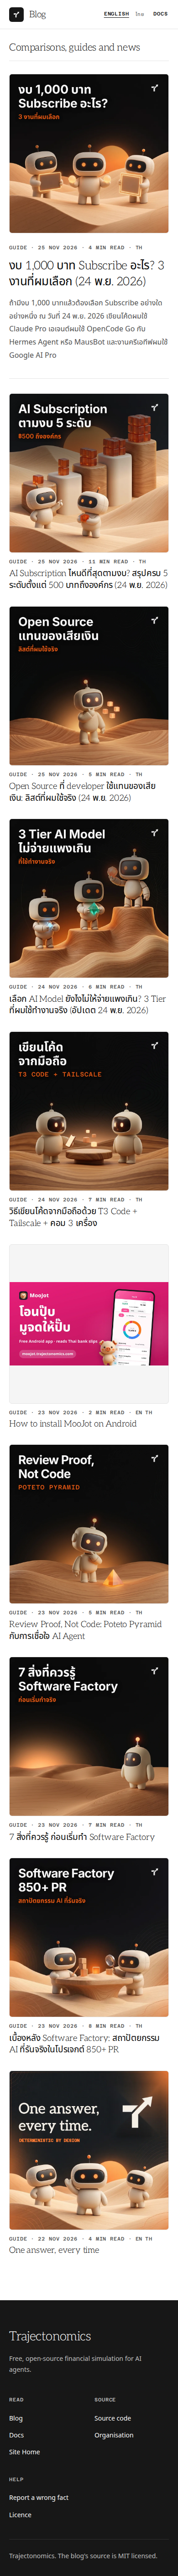 Blog
ENGLISH
ไทย
DOCS
Comparisons, guides and news
งบ 1,000 บาท
Subscribe อะไร?
3 งานที่ผมเลือก
GUIDE · 25 NOV 2026 · 4 MIN READ · TH
งบ 1,000 บาท Subscribe อะไร? 3
งานที่ผมเลือก (24 พ.ย. 2026)
ถ้ามีงบ 1,000 บาทแล้วต้องเลือก Subscribe อย่างใด
อย่างหนึ่ง ณ วันที่ 24 พ.ย. 2026 เขียนโค้ดผมใช้
Claude Pro เอเจนต์ผมใช้ OpenCode Go กับ
Hermes Agent หรือ MausBot และงานครีเอทีฟผมใช้
Google AI Pro
AI Subscription
ตามงบ 5 ระดับ
฿500 ถึงองค์กร
GUIDE · 25 NOV 2026 · 11 MIN READ · TH
AI Subscription ไหนดีที่สุดตามงบ? สรุปครบ 5
ระดับตั้งแต่ 500 บาทถึงองค์กร (24 พ.ย. 2026)
Open Source
แทนของเสียเงิน
ลิสต์ที่ผมใช้จริง
GUIDE · 25 NOV 2026 · 5 MIN READ · TH
Open Source ที่ developer ใช้แทนของเสีย
เงิน: ลิสต์ที่ผมใช้จริง (24 พ.ย. 2026)
3 Tier AI Model
ไม่จ่ายแพงเกิน
ที่ใช้ทำงานจริง
GUIDE · 24 NOV 2026 · 6 MIN READ · TH
เลือก AI Model ยังไงไม่ให้จ่ายแพงเกิน? 3 Tier
ที่ผมใช้ทำงานจริง (อัปเดต 24 พ.ย. 2026)
เขียนโค้ด
จากมือถือ
T3 CODE + TAILSCALE
GUIDE · 24 NOV 2026 · 7 MIN READ · TH
วิธีเขียนโค้ดจากมือถือด้วย T3 Code +
Tailscale + คอม 3 เครื่อง
MooJot
โอนปุ๊บ
มูจดให้ปั๊บ
Free Android app · reads Thai bank slips
moojot.trajectonomics.com
GUIDE · 23 NOV 2026 · 2 MIN READ · EN TH
How to install MooJot on Android
Review Proof,
Not Code
POTETO PYRAMID
GUIDE · 23 NOV 2026 · 5 MIN READ · TH
Review Proof, Not Code: Poteto Pyramid
กับการเชื่อใจ AI Agent
7 สิ่งที่ควรรู้
Software Factory
ก่อนเริ่มทำจริง
GUIDE · 23 NOV 2026 · 7 MIN READ · TH
7 สิ่งที่ควรรู้ ก่อนเริ่มทำ Software Factory
Software Factory
850+ PR
สถาปัตยกรรม AI ที่รันจริง
GUIDE · 23 NOV 2026 · 8 MIN READ · TH
เบื้องหลัง Software Factory: สถาปัตยกรรม
AI ที่รันจริงในโปรเจกต์ 850+ PR
One answer,
every time.
DETERMINISTIC BY DESIGN
GUIDE · 22 NOV 2026 · 4 MIN READ · EN TH
One answer, every time
Trajectonomics
Free, open-source financial simulation for AI
agents.
READ
Blog
Docs
Site Home
SOURCE
Source code
Organisation
HELP
Report a wrong fact
Licence
Trajectonomics. The blog's source is MIT licensed.